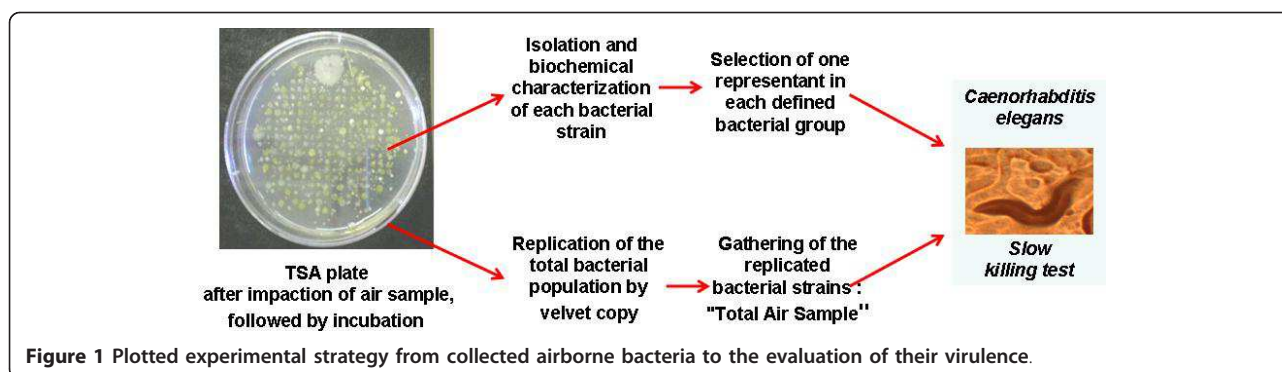 Isolation and
biochemical
characterization
of each bacterial
strain
Selection of one
representant in
each defined
bacterial group
Caenorhabditis
elegans
Slow
killing test
TSA plate
after impaction of air sample,
followed by incubation
Replication of the
total bacterial
population by
velvet copy
Gathering of the
replicated
bacterial strains :
"Total Air Sample"
Figure 1 Plotted experimental strategy from collected airborne bacteria to the evaluation of their virulence.